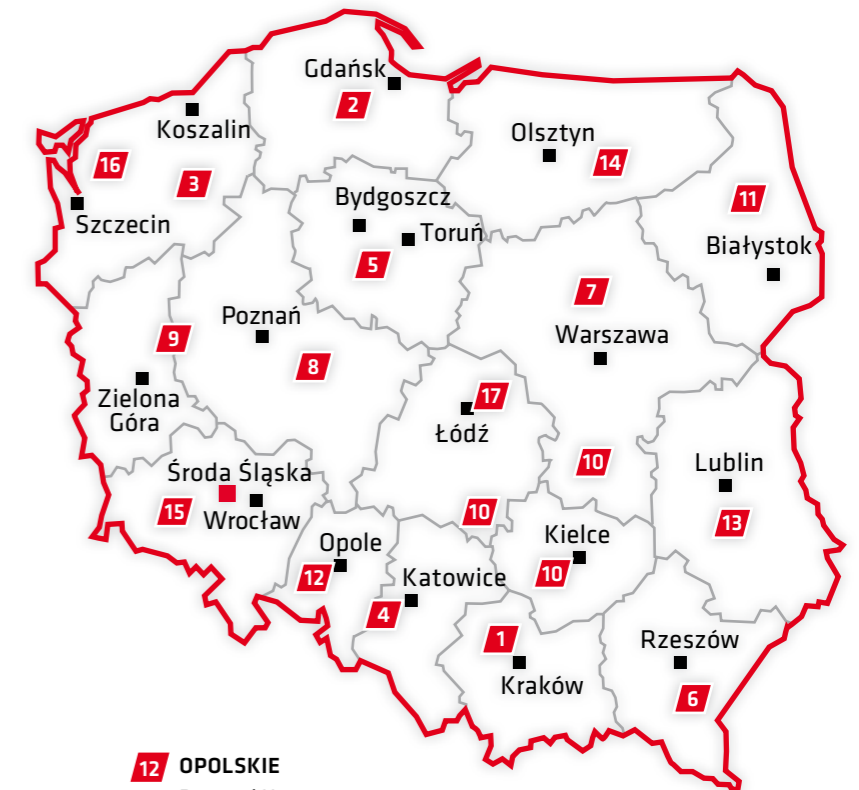 Gdańsk
2
Koszalin
Olsztyn
14
16
3
Bydgoszcz
11
Szczecin
Toruń
Białystok
5
7
Poznań
Warszawa
9
8
Zielona
Góra
17
Łódź
10
Lublin
Środa Śląska
15
Wrocław
10
13
Opole
Kielce
12
Katowice
10
4
1
Rzeszów
Kraków
6
12 OPOLSKIE